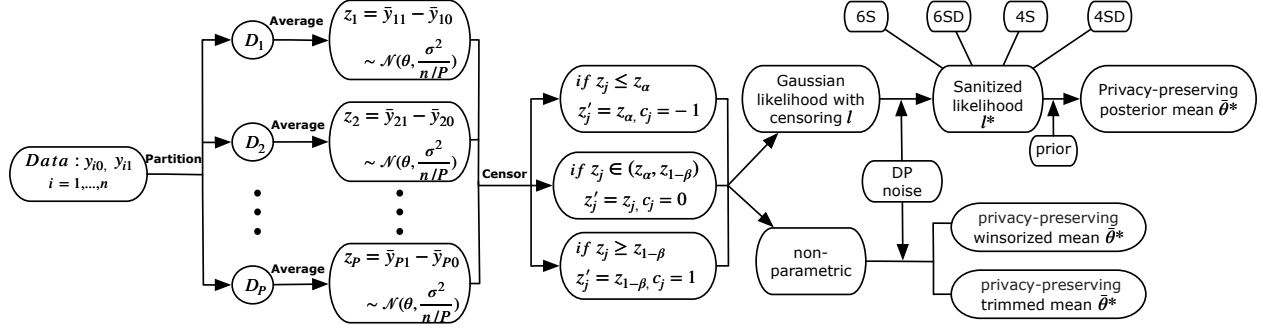 Data : y_{i0}, y_{i1}
i = 1,...,n
Partition
D_1
D_2
D_P
Average
Average
Average
z_1 = ȳ_{11} − ȳ_{10}
∼ 𝒩(θ, σ^2/(n/P))
z_2 = ȳ_{21} − ȳ_{20}
∼ 𝒩(θ, σ^2/(n/P))
z_P = ȳ_{P1} − ȳ_{P0}
∼ 𝒩(θ, σ^2/(n/P))
Censor
if z_j ≤ z_α
z′_j = z_α, c_j = − 1
if z_j ∈ (z_α, z_{1−β})
z′_j = z_j, c_j = 0
if z_j ≥ z_{1−β}
z′_j = z_{1−β}, c_j = 1
Gaussian
likelihood with
censoring l
non-
parametric
DP
noise
6S
6SD
4S
4SD
Sanitized
likelihood
l*
prior
Privacy-preserving
posterior mean θ̄*
privacy-preserving
winsorized mean θ̄*
privacy-preserving
trimmed mean θ̄*